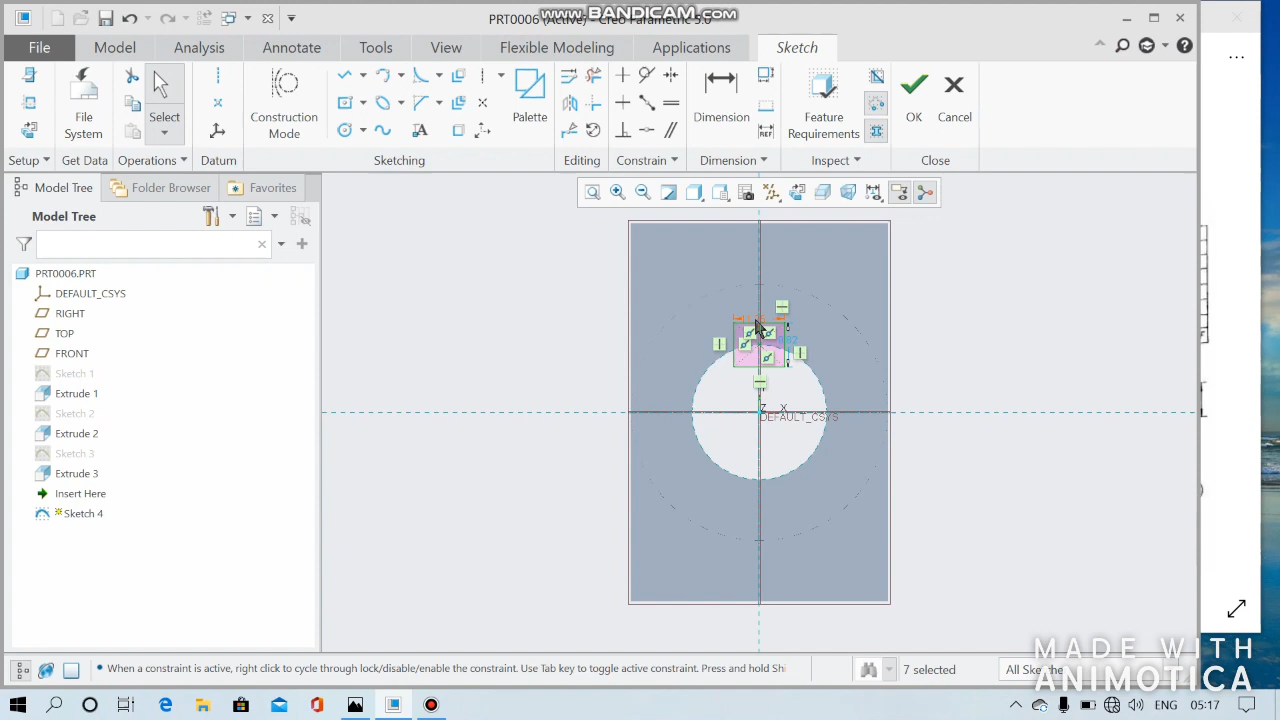 PRT0006 (Active) - Creo Parametric 5.0
WWW.BANDICAM.COM
File
Model
Analysis
Annotate
Tools
View
Flexible Modeling
Applications
Sketch
File System
Select
Construction Mode
Palette
Dimension
Feature Requirements
OK
Cancel
Setup
Get Data
Operations
Datum
Sketching
Editing
Constrain
Dimension
Inspect
Close
REF
Model Tree
Folder Browser
Favorites
Model Tree
PRT0006.PRT
DEFAULT_CSYS
RIGHT
TOP
FRONT
Sketch 1
Extrude 1
Sketch 2
Extrude 2
Sketch 3
Extrude 3
Insert Here
Sketch 4
Z
X
DEFAULT_CSYS
When a constraint is active, right click to cycle through lock/disable/enable the constraint. Use Tab key to toggle active constraint. Press and hold Shi
7 selected
MADE WITH
ANIMOTICA
ENG
05:17